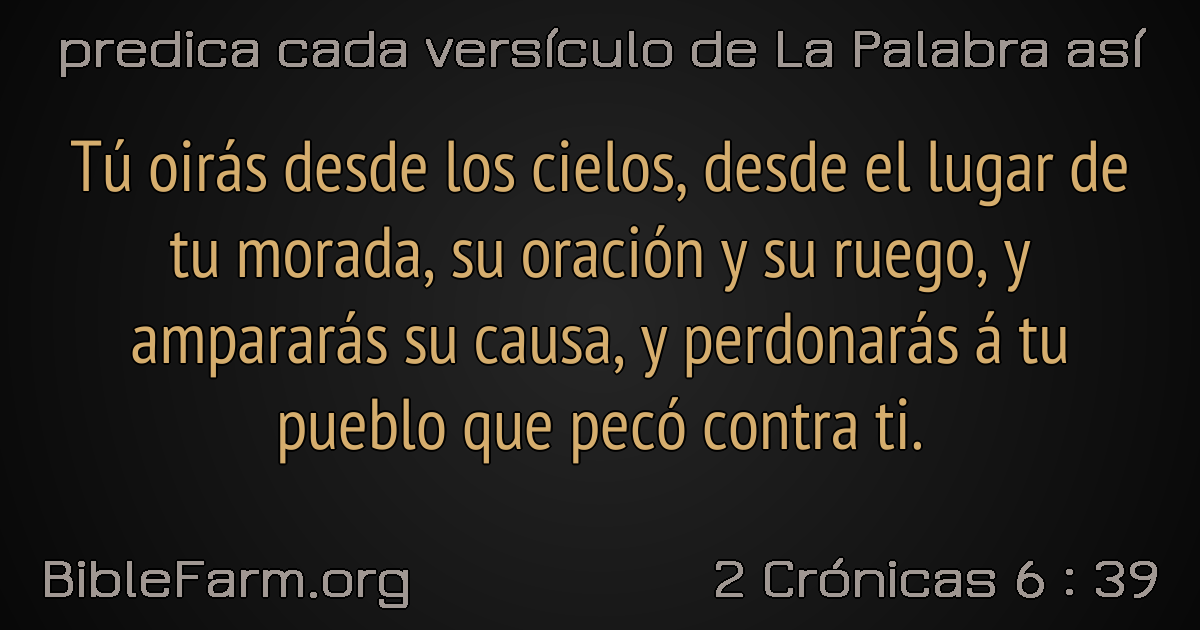 predica cada versículo de La Palabra así
Tú oirás desde los cielos, desde el lugar de
tu morada, su oración y su ruego, y
ampararás su causa, y perdonarás á tu
pueblo que pecó contra ti.
BibleFarm.org
2 Crónicas 6 : 39